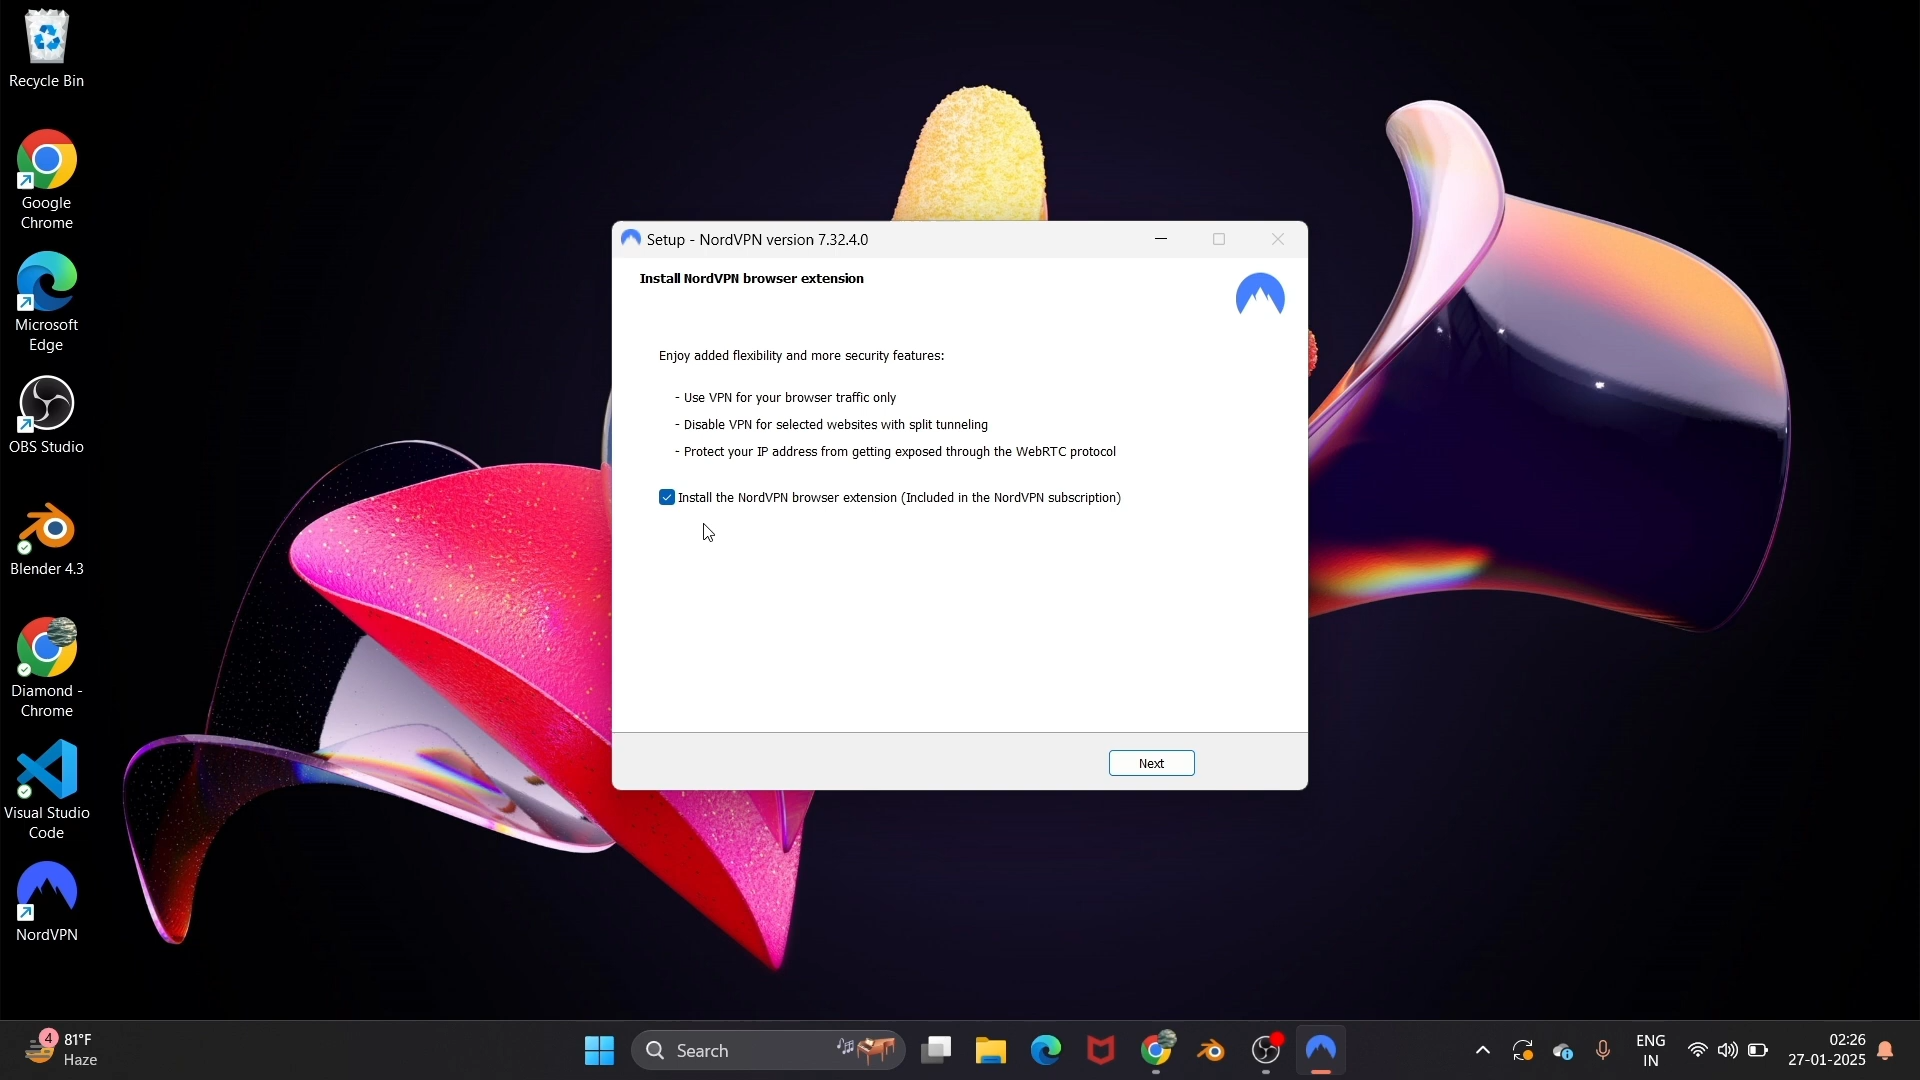 Recycle Bin
Google
Chrome
Microsoft
Edge
OBS Studio
Blender 4.3
Diamond -
Chrome
Visual Studio
Code
NordVPN
Setup - NordVPN version 7.32.4.0
Install NordVPN browser extension
Enjoy added flexibility and more security features:
- Use VPN for your browser traffic only
- Disable VPN for selected websites with split tunneling
- Protect your IP address from getting exposed through the WebRTC protocol
Install the NordVPN browser extension (Included in the NordVPN subscription)
Next
4
81°F
Haze
Search
ENG
IN
02:26
27-01-2025